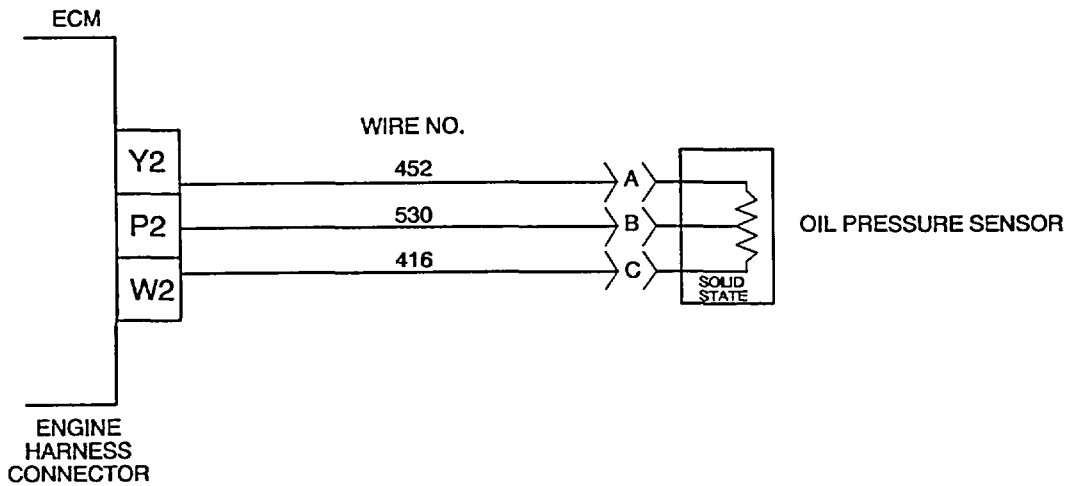 ECM
WIRE NO.
Y2
452
A
P2
530
B
OIL PRESSURE SENSOR
416
C
W2
SOLID
STATE
ENGINE
HARNESS
CONNECTOR